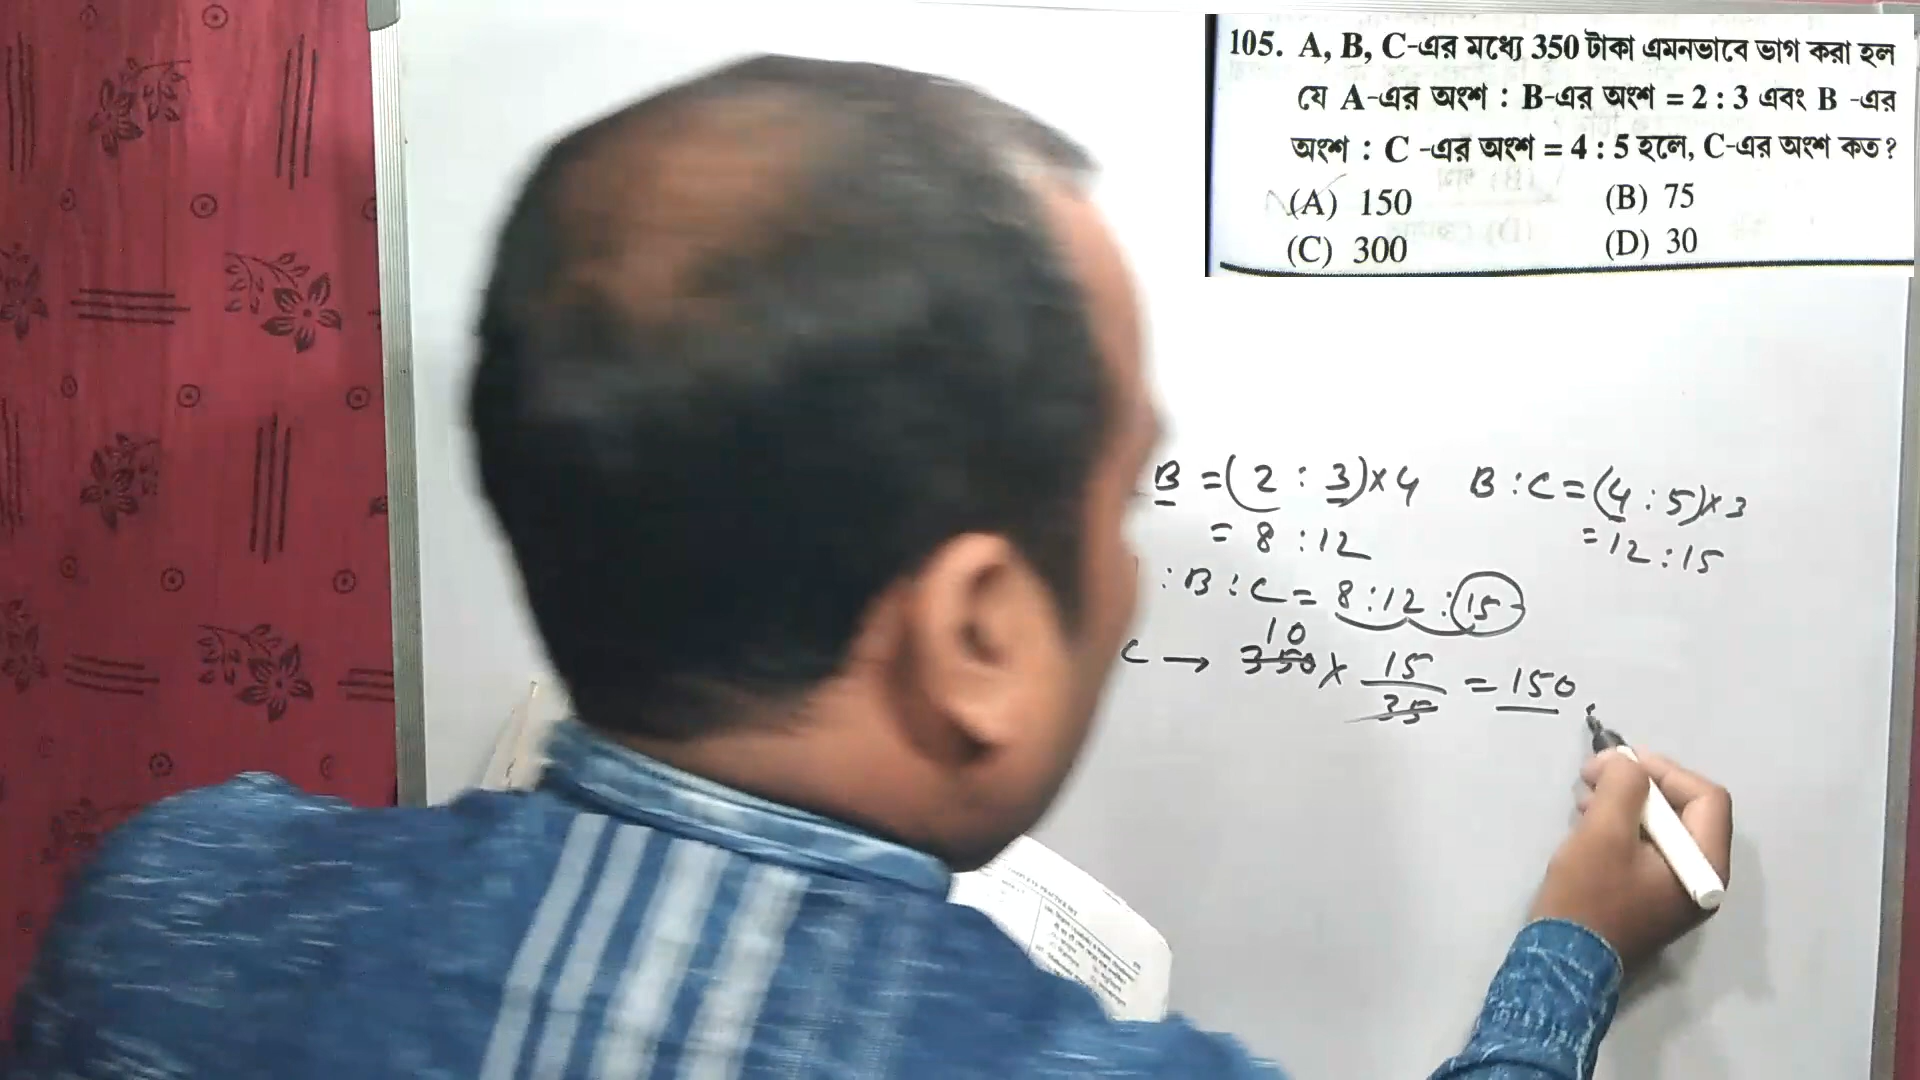 105. A, B, C-এর মধ্যে 350 টাকা এমনভাবে ভাগ করা হল
যে A-এর অংশ : B-এর অংশ = 2 : 3 এবং B -এর
অংশ : C -এর অংশ = 4 : 5 হলে, C-এর অংশ কত ?
(A) 150 (B) 75
(C) 300 (D) 30
B = (2 : 3)×4 B : C = (4 : 5)×3
= 8 : 12 = 12 : 15
: B : C = 8 : 12 : 15
10
C → 350 × 15/35 = 150